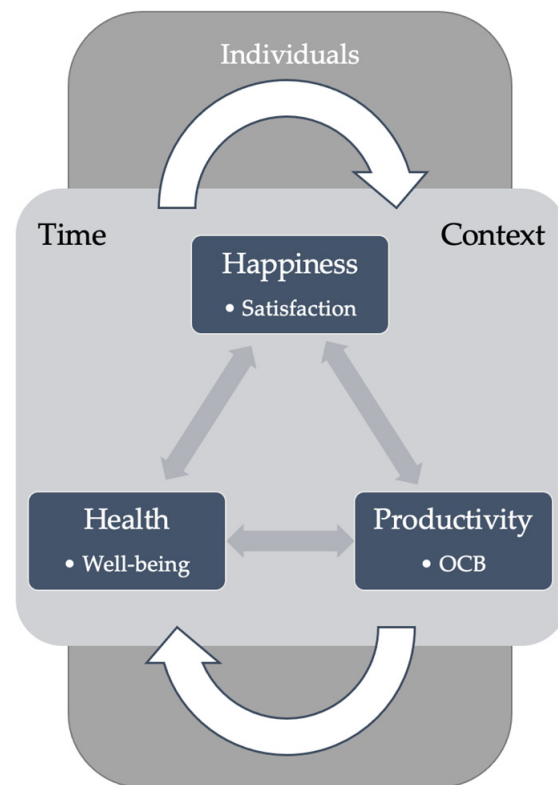 Individuals
Time
Context
Happiness
• Satisfaction
Health
• Well-being
Productivity
• OCB